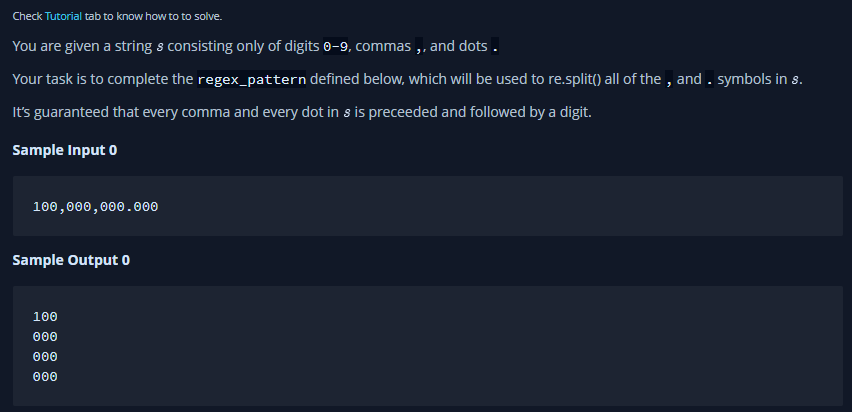 Check Tutorial tab to know how to to solve.
You are given a string s consisting only of digits 0-9, commas ,, and dots .
Your task is to complete the regex_pattern defined below, which will be used to re.split() all of the , and . symbols in s.
It's guaranteed that every comma and every dot in s is preceeded and followed by a digit.
Sample Input 0
100,000,000.000
Sample Output 0
100
000
000
000